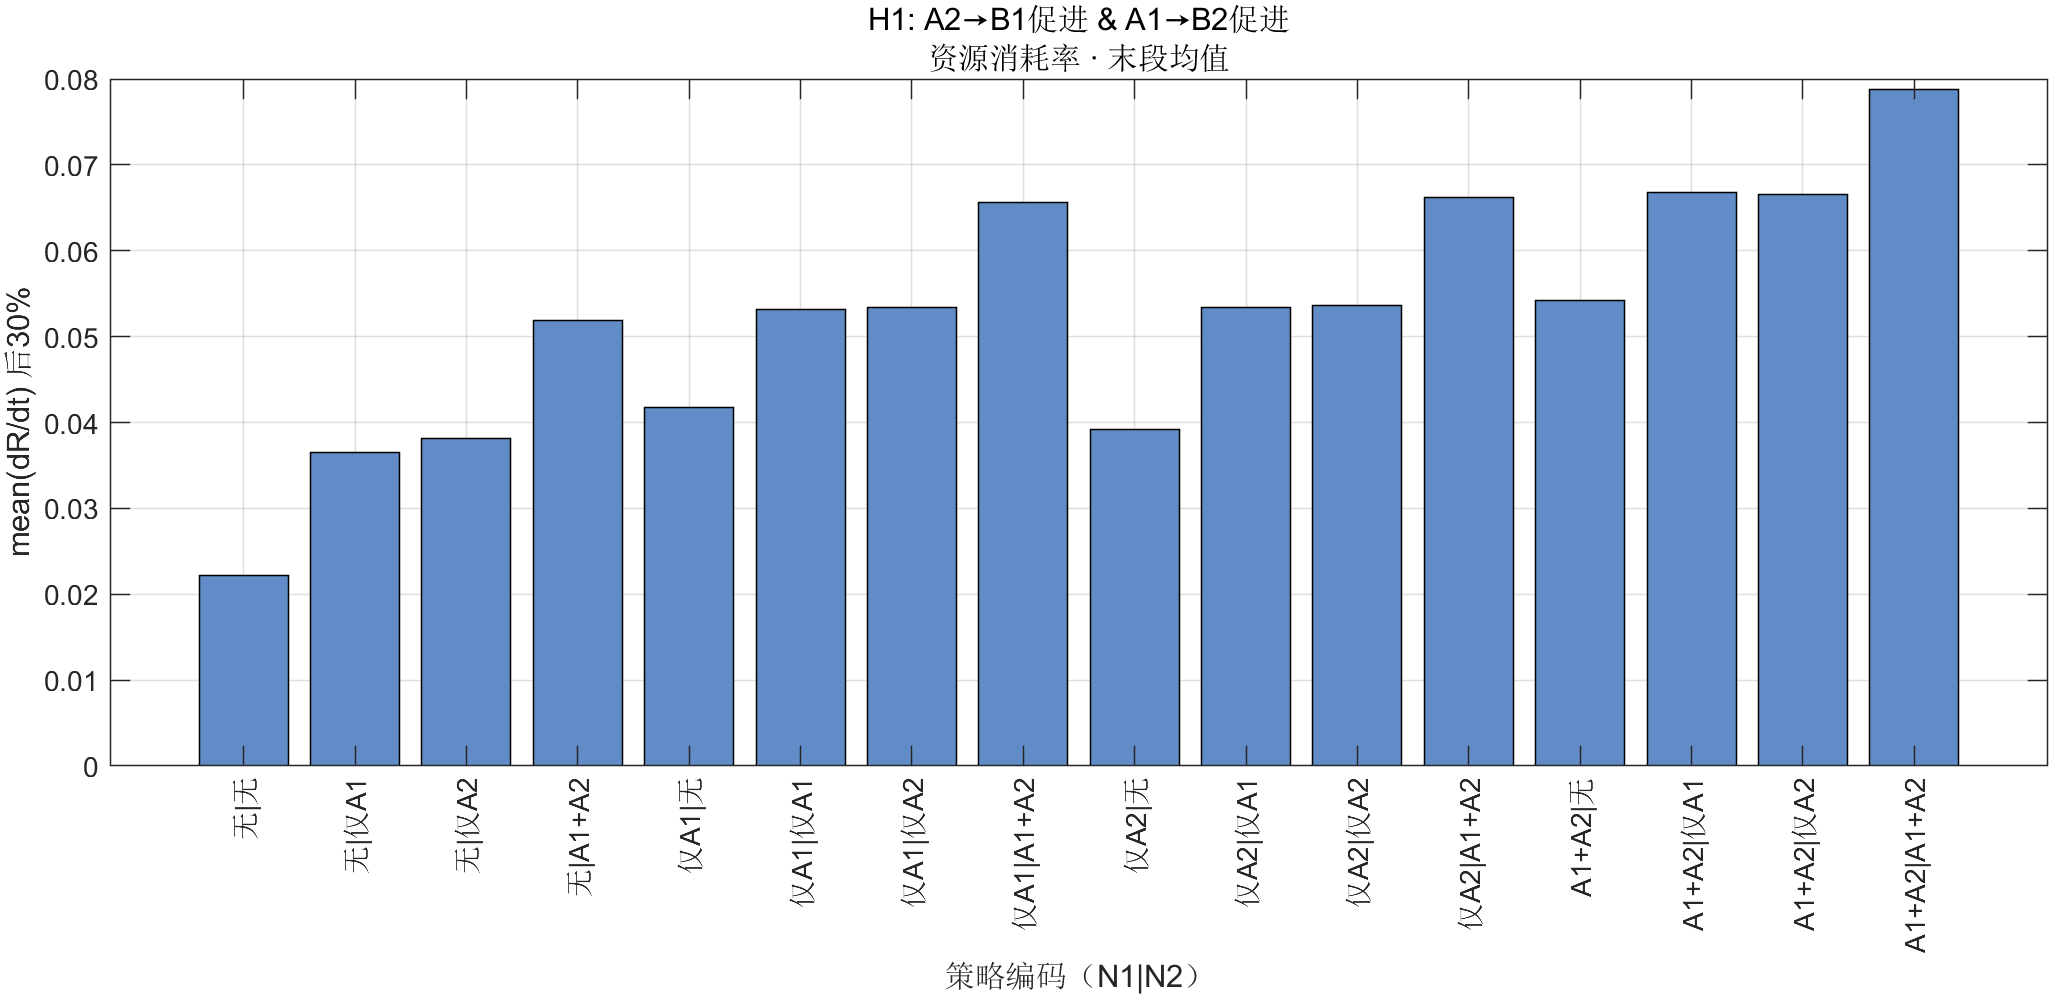 H1: A2→B1促进 & A1→B2促进
资源消耗率 · 末段均值
mean(dR/dt) 后30%
0.08
0.07
0.06
0.05
0.04
0.03
0.02
0.01
0
无|无
无|仅A1
无|仅A2
无|A1+A2
仅A1|无
仅A1|仅A1
仅A1|仅A2
仅A1|A1+A2
仅A2|无
仅A2|仅A1
仅A2|仅A2
仅A2|A1+A2
A1+A2|无
A1+A2|仅A1
A1+A2|仅A2
A1+A2|A1+A2
策略编码（N1|N2）